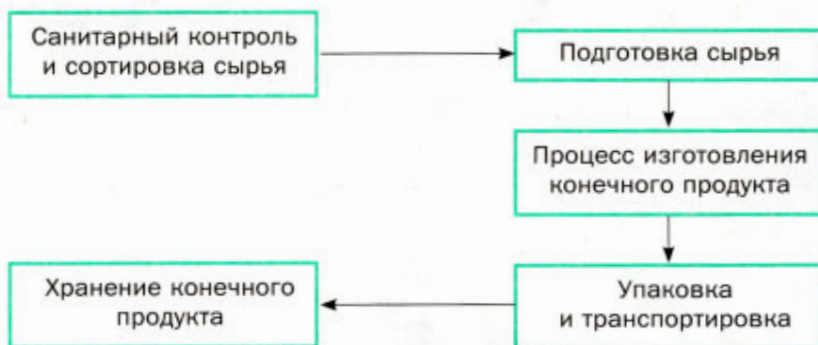 Санитарный контроль
и сортировка сырья
Подготовка сырья
Процесс изготовления
конечного продукта
Упаковка
и транспортировка
Хранение конечного
продукта